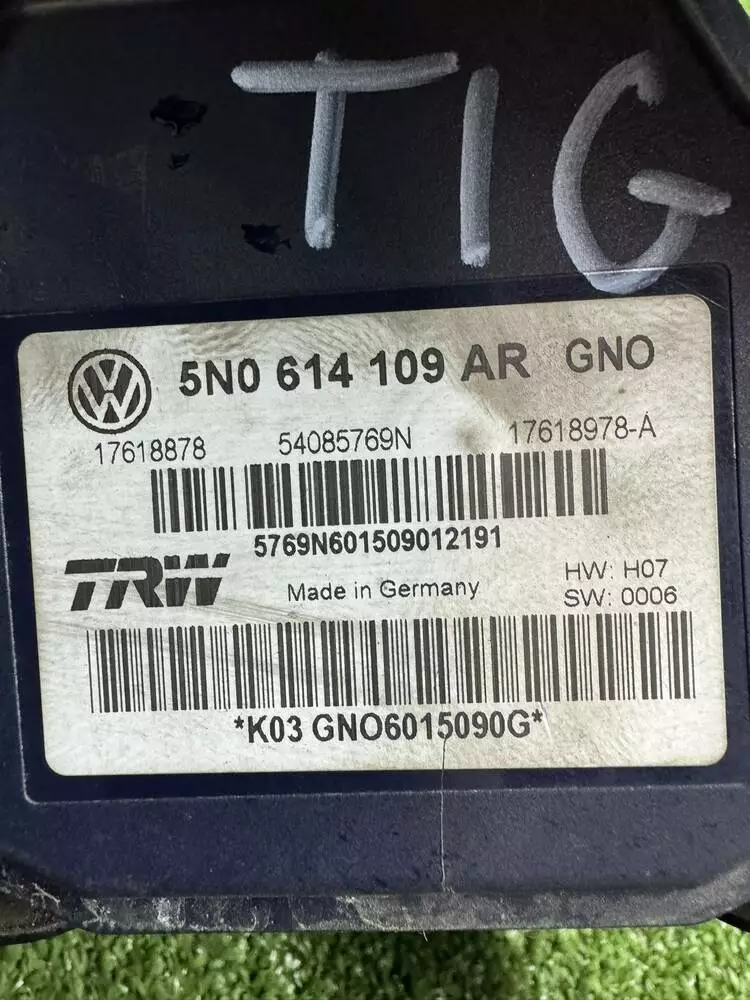 TIG
5N0 614 109 AR GNO
17618878 54085769N 17618978-A
5769N601509012191
TRW Made in Germany HW: H07
SW: 0006
*K03 GNO6015090G*